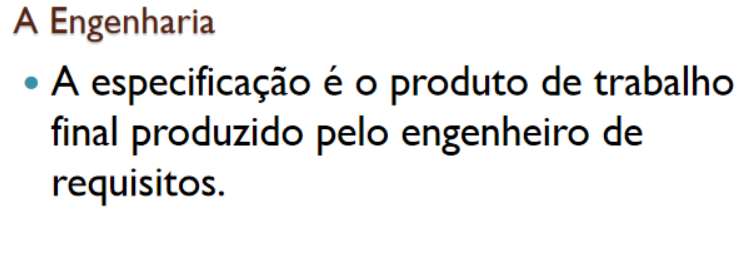 A Engenharia
• A especificação é o produto de trabalho
final produzido pelo engenheiro de
requisitos.